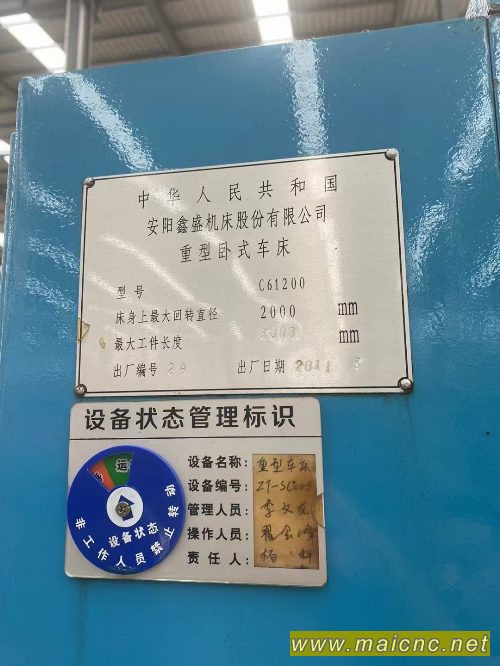 中华人民共和国
安阳鑫盛机床股份有限公司
重型卧式车床
型号 C61200
床身上最大回转直径 2000 mm
最大工件长度 mm
出厂编号 28 出厂日期 2011 3
设备状态管理标识
运
设备状态
非工作人员禁止转动
设备名称: 重型车床
设备编号:
管理人员:
操作人员:
责任人: 杨
www.maicnc.net